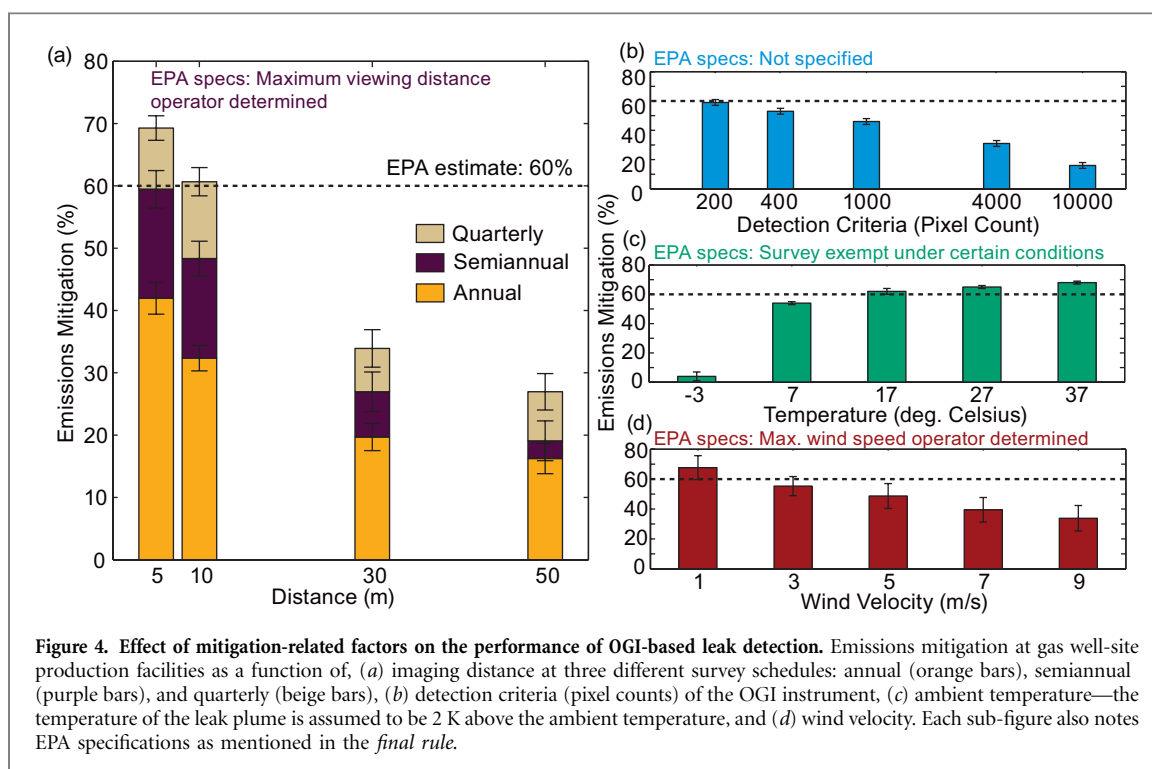 (a)
80
70
60
50
40
30
20
10
0
Emissions Mitigation (%)
EPA specs: Maximum viewing distance
operator determined
EPA estimate: 60%
Quarterly
Semiannual
Annual
5 10 30 50
Distance (m)
(b)
EPA specs: Not specified
80
60
40
20
0
200 400 1000 4000 10000
Detection Criteria (Pixel Count)
Emissions Mitigation (%)
(c)
EPA specs: Survey exempt under certain conditions
80
60
40
20
0
-3 7 17 27 37
Temperature (deg. Celsius)
(d)
EPA specs: Max. wind speed operator determined
80
60
40
20
0
1 3 5 7 9
Wind Velocity (m/s)
Figure 4. Effect of mitigation-related factors on the performance of OGI-based leak detection. Emissions mitigation at gas well-site
production facilities as a function of, (a) imaging distance at three different survey schedules: annual (orange bars), semiannual
(purple bars), and quarterly (beige bars), (b) detection criteria (pixel counts) of the OGI instrument, (c) ambient temperature—the
temperature of the leak plume is assumed to be 2 K above the ambient temperature, and (d) wind velocity. Each sub-figure also notes
EPA specifications as mentioned in the final rule.